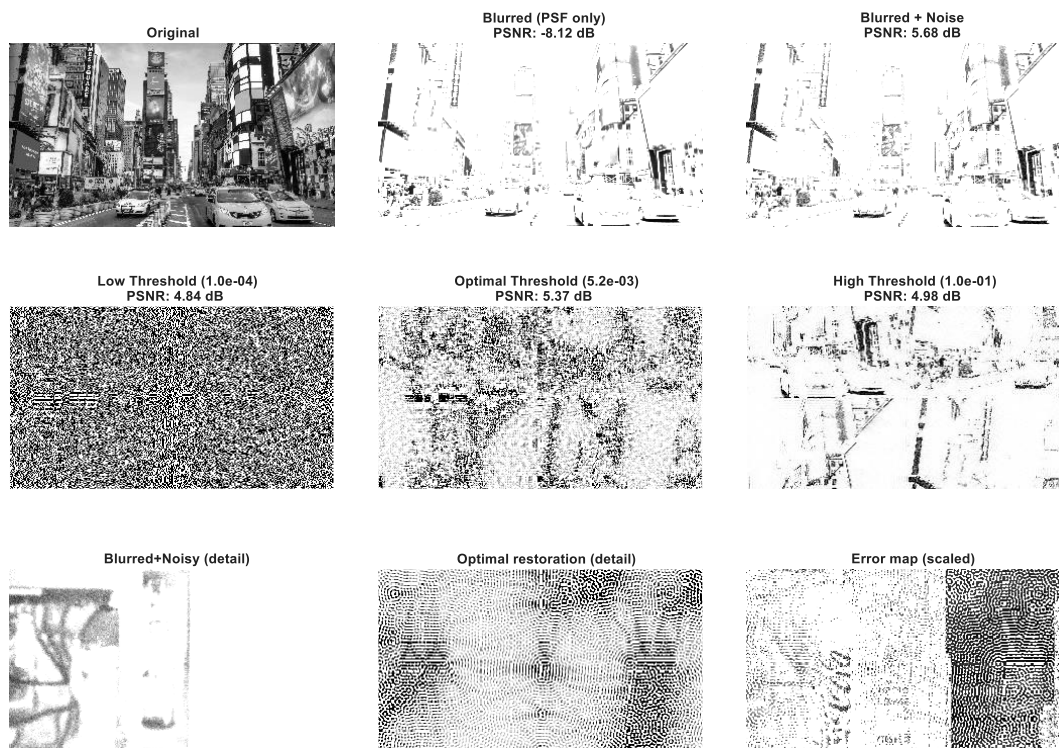 Original
Blurred (PSF only)
PSNR: -8.12 dB
Blurred + Noise
PSNR: 5.68 dB
Low Threshold (1.0e-04)
PSNR: 4.84 dB
Optimal Threshold (5.2e-03)
PSNR: 5.37 dB
High Threshold (1.0e-01)
PSNR: 4.98 dB
Blurred+Noisy (detail)
Optimal restoration (detail)
Error map (scaled)